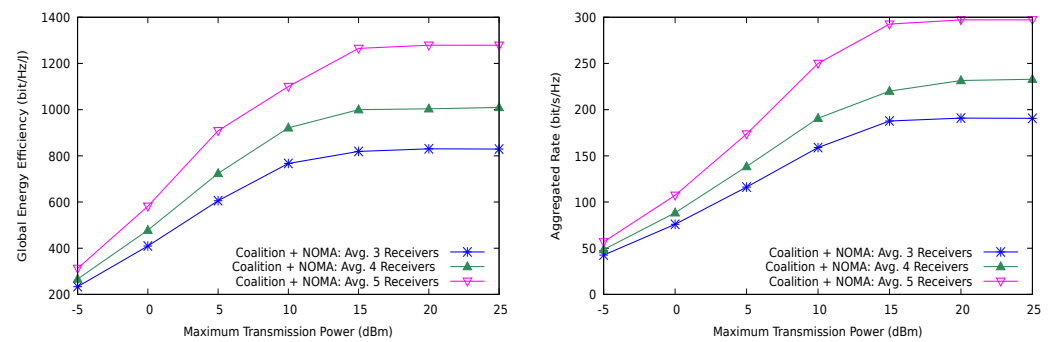 1400
1200
1000
800
600
400
200
-5 0 5 10 15 20 25
Global Energy Efficiency (bit/Hz/J)
Maximum Transmission Power (dBm)
Coalition + NOMA: Avg. 3 Receivers
Coalition + NOMA: Avg. 4 Receivers
Coalition + NOMA: Avg. 5 Receivers
300
250
200
150
100
50
0
-5 0 5 10 15 20 25
Aggregated Rate (bit/s/Hz)
Maximum Transmission Power (dBm)
Coalition + NOMA: Avg. 3 Receivers
Coalition + NOMA: Avg. 4 Receivers
Coalition + NOMA: Avg. 5 Receivers